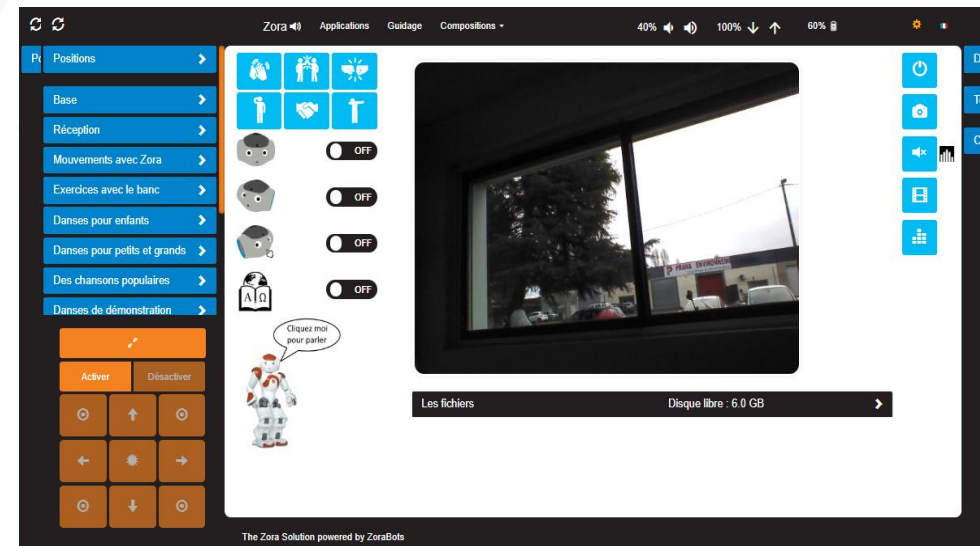 Zora
Applications
Guidage
Compositions
40%
100%
60%
Po
Positions
D
Base
T
Réception
Mouvements avec Zora
C
Exercices avec le banc
Danses pour enfants
Danses pour petits et grands
Des chansons populaires
Danses de démonstration
OFF
OFF
OFF
OFF
A Ω
Cliquez moi
pour parler
Activer
Désactiver
Les fichiers
Disque libre : 6.0 GB
The Zora Solution powered by ZoraBots